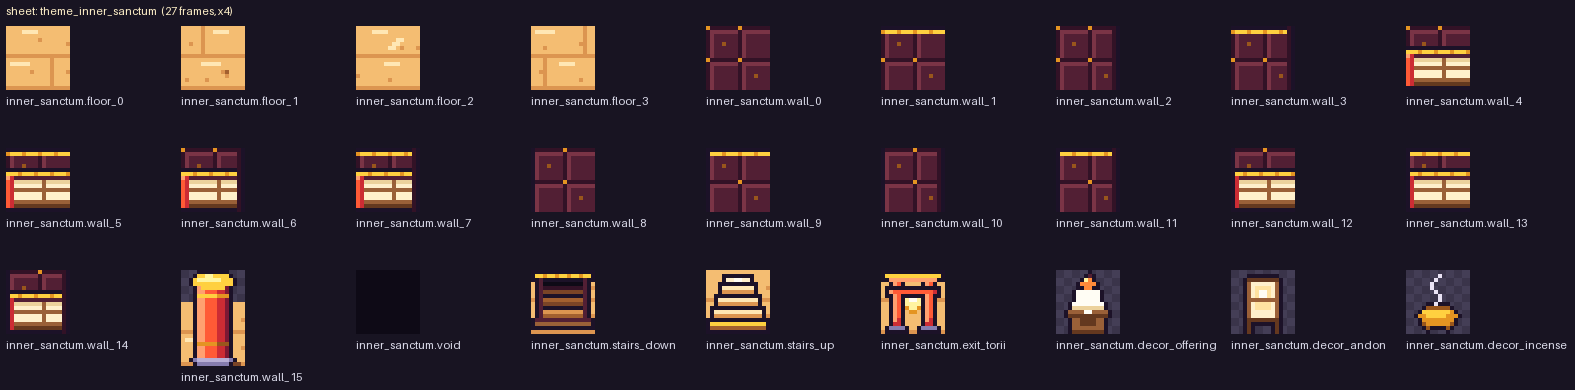 sheet: theme_inner_sanctum (27 frames, x4)
inner_sanctum.floor_0
inner_sanctum.floor_1
inner_sanctum.floor_2
inner_sanctum.floor_3
inner_sanctum.wall_0
inner_sanctum.wall_1
inner_sanctum.wall_2
inner_sanctum.wall_3
inner_sanctum.wall_4
inner_sanctum.wall_5
inner_sanctum.wall_6
inner_sanctum.wall_7
inner_sanctum.wall_8
inner_sanctum.wall_9
inner_sanctum.wall_10
inner_sanctum.wall_11
inner_sanctum.wall_12
inner_sanctum.wall_13
inner_sanctum.wall_14
inner_sanctum.wall_15
inner_sanctum.void
inner_sanctum.stairs_down
inner_sanctum.stairs_up
inner_sanctum.exit_torii
inner_sanctum.decor_offering
inner_sanctum.decor_andon
inner_sanctum.decor_incense